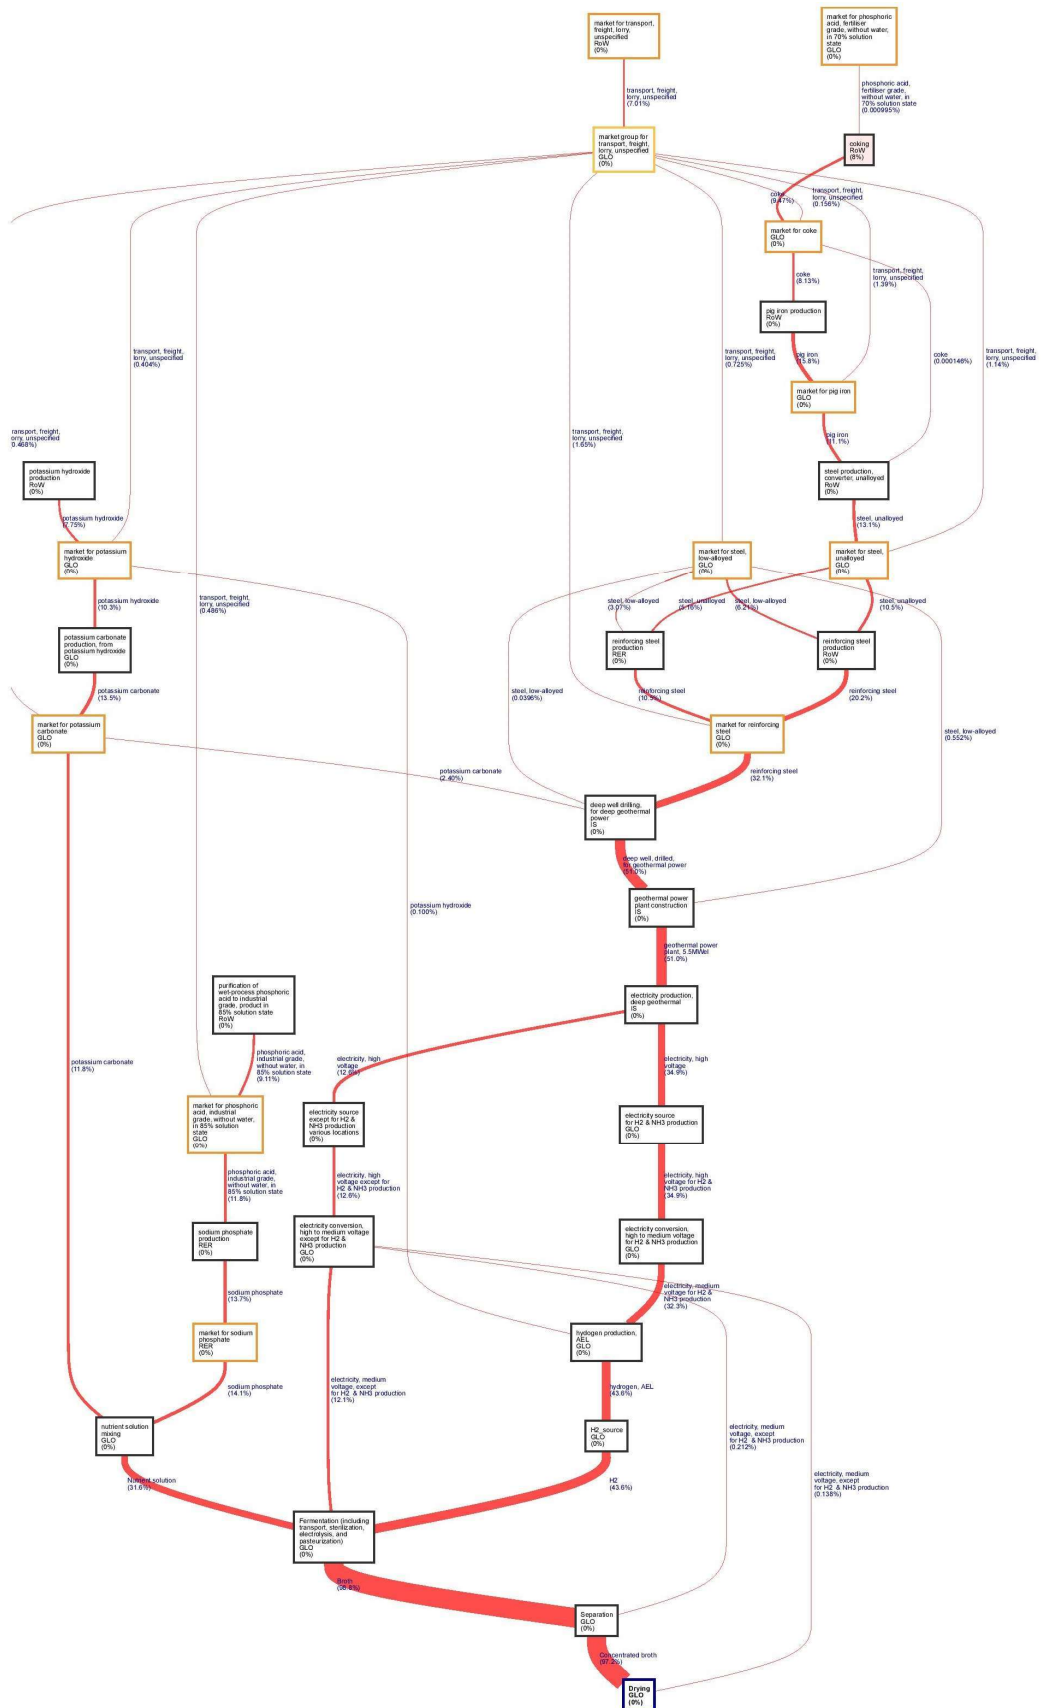 market for transport,
freight, lorry,
unspecified
RoW
(0%)
market for phosphoric
acid, fertiliser
grade, without water,
in 70% solution
state
GLO
(0%)
transport, freight,
lorry, unspecified
(7.01%)
phosphoric acid,
fertiliser grade,
without water, in
70% solution state
(0.000995%)
market group for
transport, freight,
lorry, unspecified
GLO
(0%)
coking
RoW
(8%)
coke
(9.47%)
transport, freight,
lorry, unspecified
(0.156%)
market for coke
GLO
(0%)
coke
(8.13%)
transport, freight,
lorry, unspecified
(1.39%)
pig iron production
RoW
(0%)
transport, freight,
lorry, unspecified
(0.404%)
transport, freight,
lorry, unspecified
(0.725%)
pig iron
(15.8%)
coke
(0.000146%)
transport, freight,
lorry, unspecified
(1.14%)
market for pig iron
GLO
(0%)
ransport, freight,
orry, unspecified
0.468%)
transport, freight,
lorry, unspecified
(1.65%)
pig iron
(11.1%)
potassium hydroxide
production
RoW
(0%)
steel production,
converter, unalloyed
RoW
(0%)
potassium hydroxide
(7.75%)
steel, unalloyed
(13.1%)
market for potassium
hydroxide
GLO
(0%)
market for steel,
low-alloyed
GLO
(0%)
market for steel,
unalloyed
GLO
(0%)
potassium hydroxide
(10.3%)
transport, freight,
lorry, unspecified
(0.486%)
steel, low-alloyed
(3.07%)
steel, unalloyed
(5.16%)
steel, low-alloyed
(6.21%)
steel, unalloyed
(10.5%)
potassium carbonate
production, from
potassium hydroxide
GLO
(0%)
reinforcing steel
production
RER
(0%)
reinforcing steel
production
RoW
(0%)
potassium carbonate
(13.5%)
steel, low-alloyed
(0.0396%)
reinforcing steel
(10.5%)
reinforcing steel
(20.2%)
market for potassium
carbonate
GLO
(0%)
market for reinforcing
steel
GLO
(0%)
steel, low-alloyed
(0.552%)
potassium carbonate
(2.40%)
reinforcing steel
(32.1%)
deep well drilling,
for deep geothermal
power
IS
(0%)
deep well, drilled,
for geothermal power
(51.0%)
geothermal power
plant construction
IS
(0%)
potassium hydroxide
(0.100%)
geothermal power
plant, 5.5MWel
(51.0%)
purification of
wet-process phosphoric
acid to industrial
grade, product in
85% solution state
RoW
(0%)
electricity production,
deep geothermal
IS
(0%)
potassium carbonate
(11.8%)
phosphoric acid,
industrial grade,
without water, in
85% solution state
(9.11%)
electricity, high
voltage
(12.6%)
electricity, high
voltage
(34.9%)
market for phosphoric
acid, industrial
grade, without water,
in 85% solution
state
GLO
(0%)
electricity source
except for H2 &
NH3 production
various locations
(0%)
electricity source
for H2 & NH3 production
GLO
(0%)
phosphoric acid,
industrial grade,
without water, in
85% solution state
(11.8%)
electricity, high
voltage except for
H2 & NH3 production
(12.6%)
electricity, high
voltage for H2 &
NH3 production
(34.9%)
sodium phosphate
production
RER
(0%)
electricity conversion,
high to medium voltage
except for H2 &
NH3 production
GLO
(0%)
electricity conversion,
high to medium voltage
for H2 & NH3 production
GLO
(0%)
sodium phosphate
(13.7%)
electricity, medium
voltage for H2 &
NH3 production
(32.3%)
market for sodium
phosphate
RER
(0%)
hydrogen production,
AEL
GLO
(0%)
sodium phosphate
(14.1%)
electricity, medium
voltage, except
for H2 & NH3 production
(12.1%)
hydrogen, AEL
(43.6%)
nutrient solution
mixing
GLO
(0%)
H2_source
GLO
(0%)
electricity, medium
voltage, except
for H2 & NH3 production
(0.212%)
Nutrient solution
(31.6%)
H2
(43.6%)
electricity, medium
voltage, except
for H2 & NH3 production
(0.138%)
Fermentation (including
transport, sterilization,
electrolysis, and
pasteurization)
GLO
(0%)
Broth
(96.8%)
Separation
GLO
(0%)
Concentrated broth
(97.2%)
Drying
GLO
(0%)